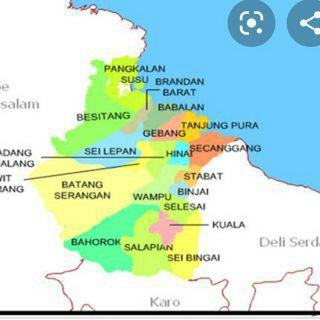 PANGKALAN
SUSU
BRANDAN
BARAT
BABALAN
BESITANG
TANJUNG PURA
GEBANG
SECANGGANG
SEI LEPAN
HINAI
salam
ADANG
ALANG
WIT
RANG
BATANG
SERANGAN
STABAT
BINJAI
WAMPU
SELESAI
KUALA
BAHOROK
SALAPIAN
SEI BINGAI
Deli Serda
Karo